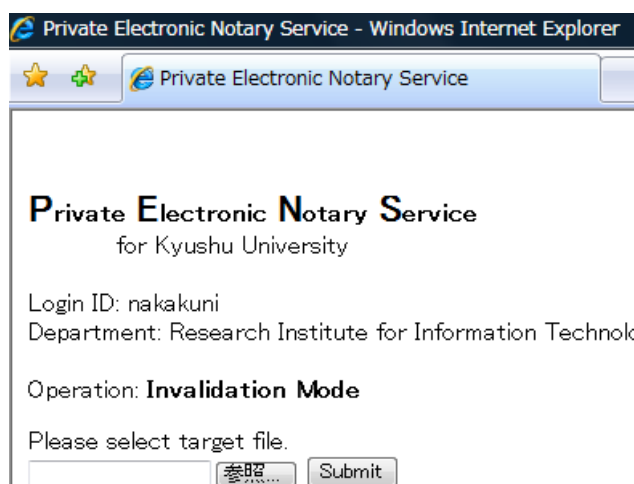 Private Electronic Notary Service - Windows Internet Explorer
Private Electronic Notary Service
Private Electronic Notary Service
for Kyushu University
Login ID: nakakuni
Department: Research Institute for Information
Operation: Invalidation Mode
Please select target file.
参照... Submit